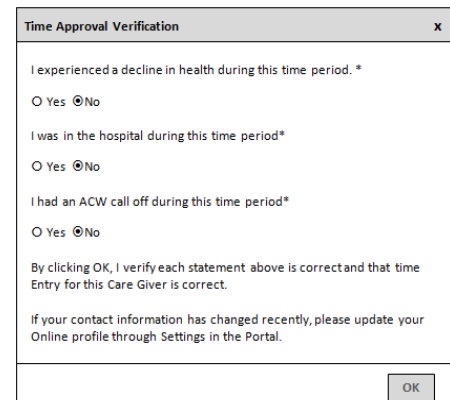 Time Approval Verification x
I experienced a decline in health during this time period. *
Yes No
I was in the hospital during this time period*
Yes No
I had an ACW call off during this time period*
Yes No
By clicking OK, I verify each statement above is correct and that time
Entry for this Care Giver is correct.
If your contact information has changed recently, please update your
Online profile through Settings in the Portal.
OK